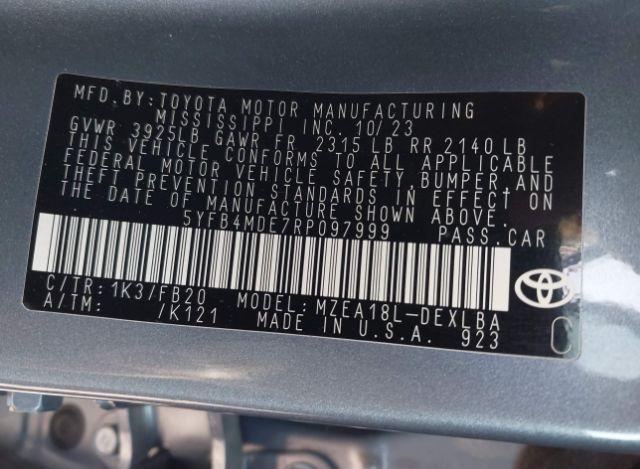 MFD.BY:TOYOTA MOTOR MANUFACTURING
MISSISSIPPI INC. 10/23
GVWR 3925LB GAWR FR 2315 LB RR 2140 LB
THIS VEHICLE CONFORMS TO ALL APPLICABLE
FEDERAL MOTOR VEHICLE SAFETY,BUMPER,AND
THEFT PREVENTION STANDARDS IN EFFECT ON
THE DATE OF MANUFACTURE SHOWN ABOVE.
5YFB4MDE7RP097999 PASS.CAR
C/TR: 1K3/FB20 MODEL: MZEA18L-DEXLBA
A/TM: /K121 MADE IN U.S.A. 923
C